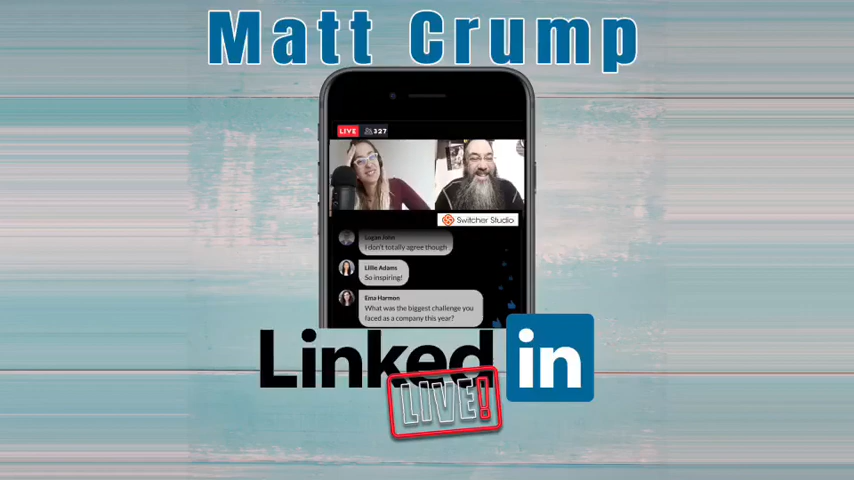 Matt Crump
LIVE 327
Switcher Studio
Logan John
I don't totally agree though
Lillie Adams
So inspiring!
Ema Harmon
What was the biggest challenge you
faced as a company this year?
Linked in
LIVE!